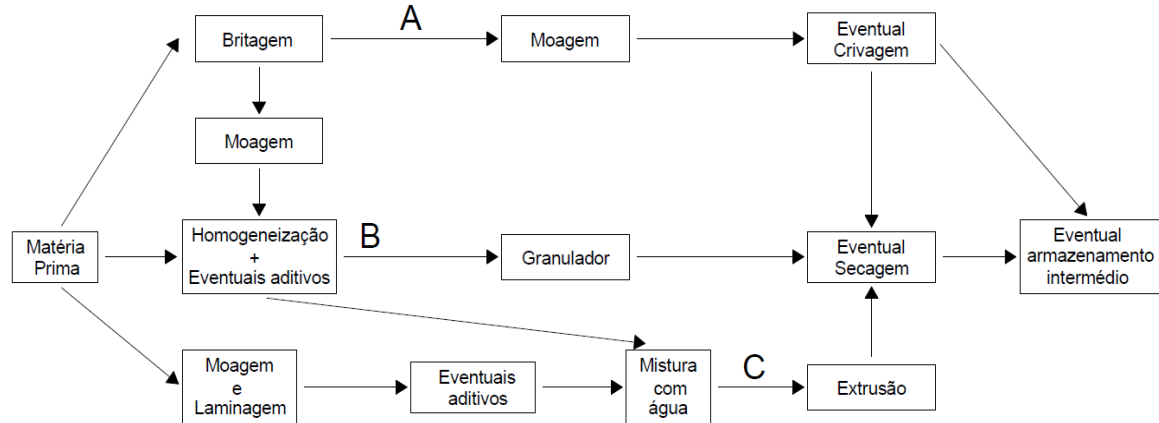 A
Britagem
Moagem
Eventual
Crivagem
Moagem
Matéria
Prima
Homogeneização
+
Eventuais aditivos
B
Granulador
Eventual
Secagem
Eventual
armazenamento
intermédio
Moagem
e
Laminagem
Eventuais
aditivos
Mistura
com
água
C
Extrusão